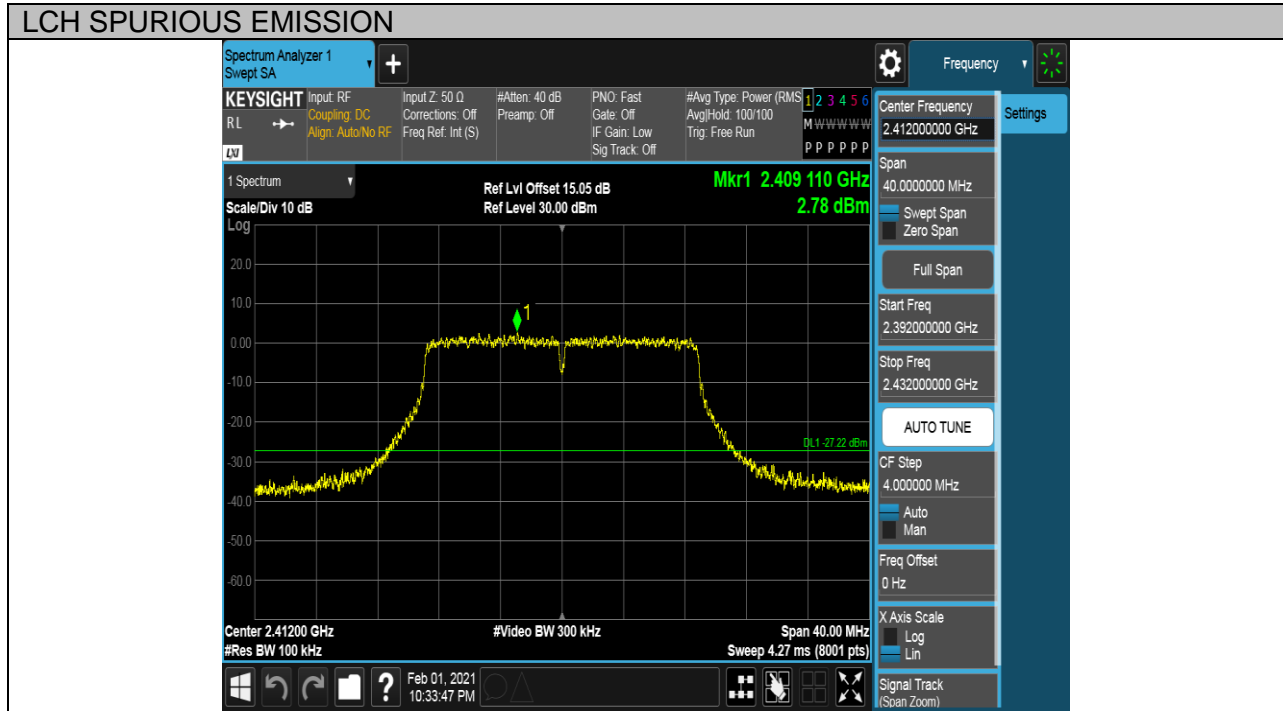 LCH SPURIOUS EMISSION
Spectrum Analyzer 1
Swept SA
+
Frequency
KEYSIGHT
RL
LXI
Input: RF
Coupling: DC
Align: Auto/No RF
Input Z: 50 Ω
Corrections: Off
Freq Ref: Int (S)
#Atten: 40 dB
Preamp: Off
PNO: Fast
Gate: Off
IF Gain: Low
Sig Track: Off
#Avg Type: Power (RMS
Avg|Hold: 100/100
Trig: Free Run
1 2 3 4 5 6
M W W W W W
P P P P P P
Center Frequency
2.412000000 GHz
Settings
1 Spectrum
Scale/Div 10 dB
Ref Lvl Offset 15.05 dB
Ref Level 30.00 dBm
Mkr1 2.409 110 GHz
2.78 dBm
Log
20.0
10.0
0.00
-10.0
-20.0
-30.0
-40.0
-50.0
-60.0
1
DL1 -27.22 dBm
Center 2.41200 GHz
#Res BW 100 kHz
#Video BW 300 kHz
Span 40.00 MHz
Sweep 4.27 ms (8001 pts)
Span
40.0000000 MHz
Swept Span
Zero Span
Full Span
Start Freq
2.392000000 GHz
Stop Freq
2.432000000 GHz
AUTO TUNE
CF Step
4.000000 MHz
Auto
Man
Freq Offset
0 Hz
X Axis Scale
Log
Lin
Signal Track
(Span Zoom)
?
Feb 01, 2021
10:33:47 PM